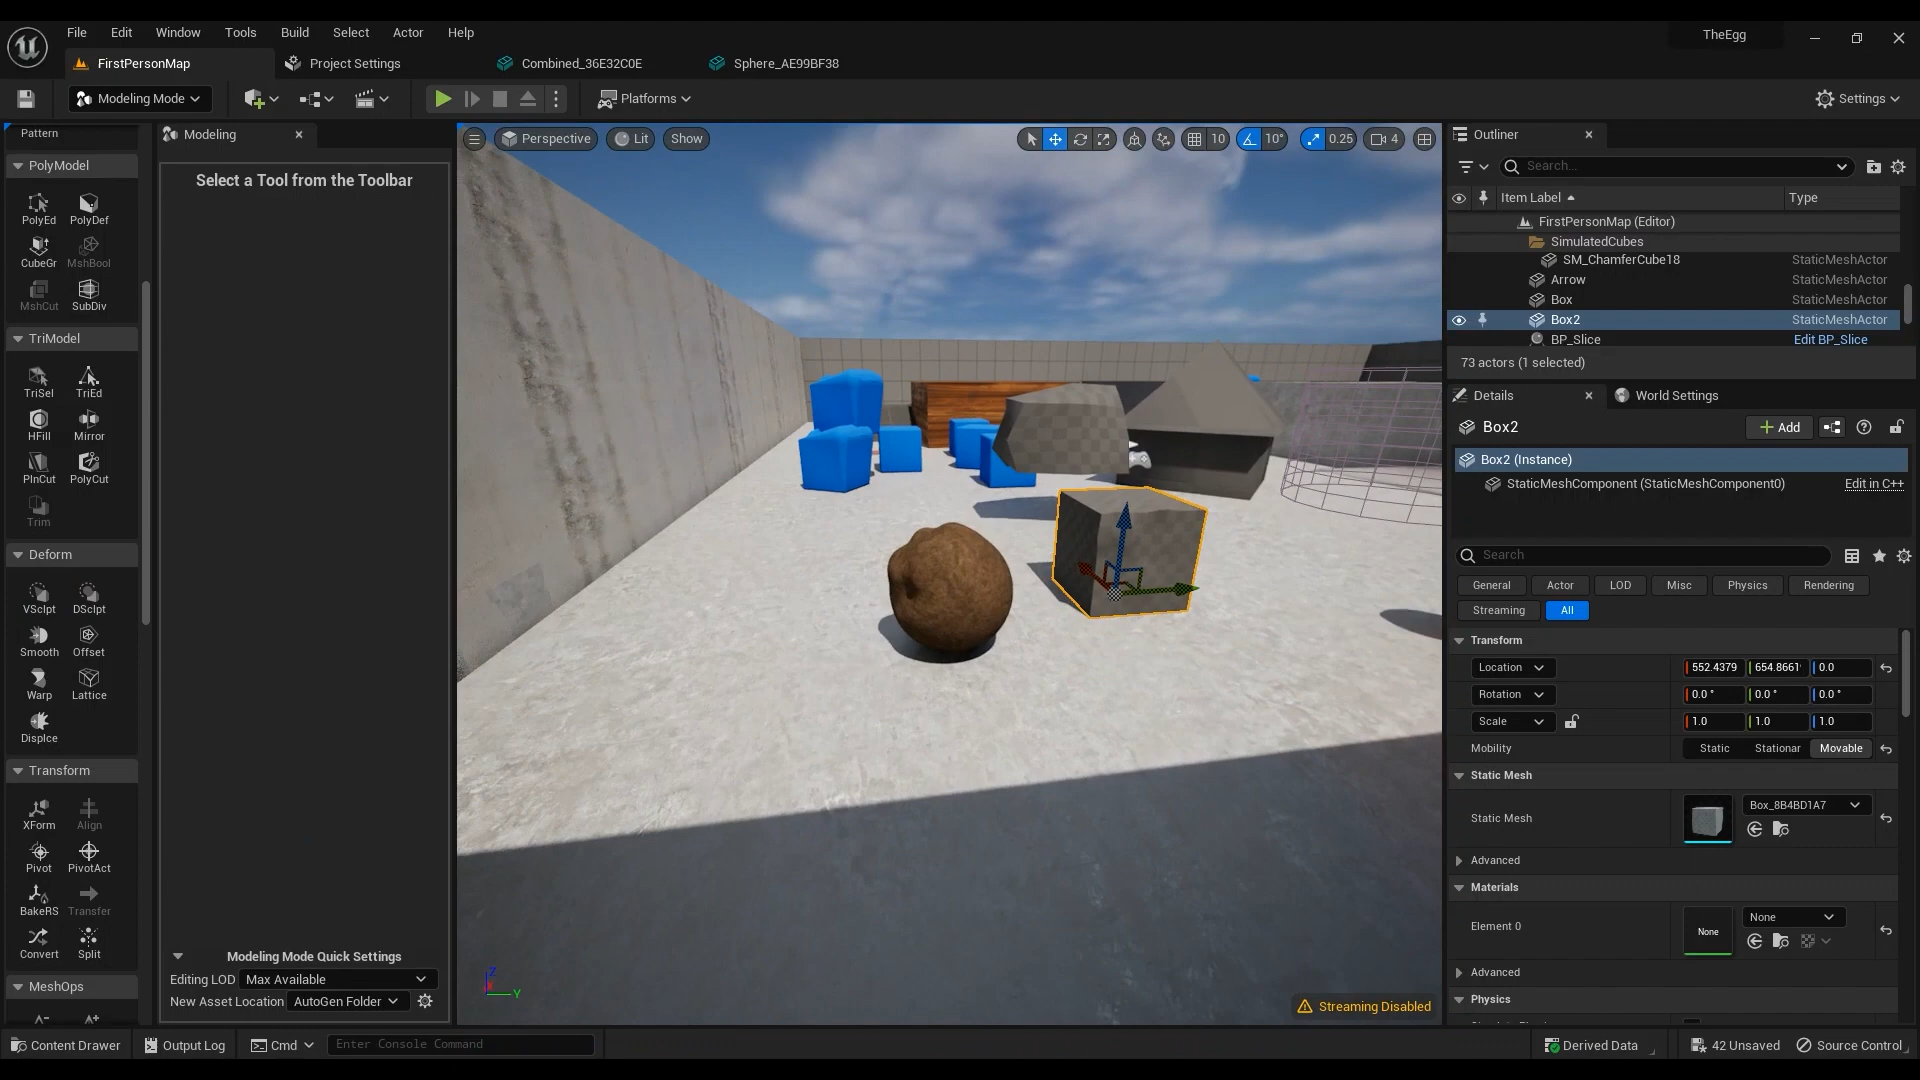 File Edit Window Tools Build Select Actor Help
TheEgg
FirstPersonMap
Project Settings
Combined_36E32C0E
Sphere_AE99BF38
Modeling Mode
Platforms
Settings
Pattern
PolyModel
PolyEd PolyDef
CubeGr MshBool
MshCut SubDiv
TriModel
TriSel TriEd
HFill Mirror
PlnCut PolyCut
Trim
Deform
VSclpt DSclpt
Smooth Offset
Warp Lattice
Displce
Transform
XForm Align
Pivot PivotAct
BakeRS Transfer
Convert Split
MeshOps
Modeling
Select a Tool from the Toolbar
Modeling Mode Quick Settings
Editing LOD Max Available
New Asset Location AutoGen Folder
Perspective Lit Show
10 10° 0.25 4
Z
Y
Streaming Disabled
Outliner
Search...
Item Label Type
FirstPersonMap (Editor)
SimulatedCubes
SM_ChamferCube18 StaticMeshActor
Arrow StaticMeshActor
Box StaticMeshActor
Box2 StaticMeshActor
BP_Slice Edit BP_Slice
73 actors (1 selected)
Details
World Settings
Box2
Add
Box2 (Instance)
StaticMeshComponent (StaticMeshComponent0) Edit in C++
Search
General Actor LOD Misc Physics Rendering
Streaming All
Transform
Location 552.4379 654.8661 0.0
Rotation 0.0 ° 0.0 ° 0.0 °
Scale 1.0 1.0 1.0
Mobility Static Stationar Movable
Static Mesh
Static Mesh Box_8B4BD1A7
Advanced
Materials
Element 0 None None
Advanced
Physics
Content Drawer Output Log Cmd Enter Console Command
Derived Data 42 Unsaved Source Control